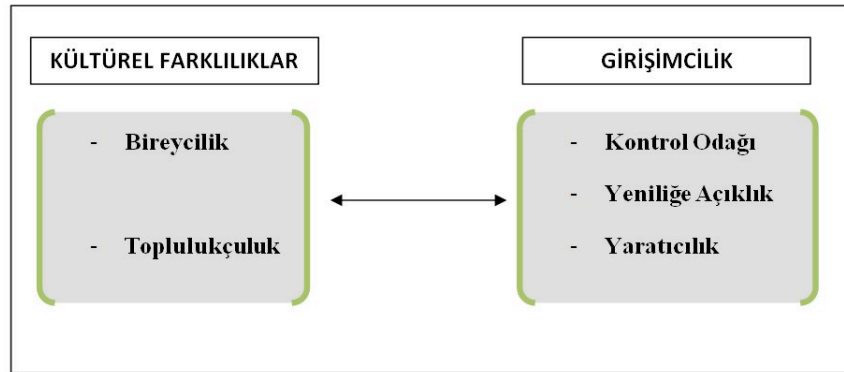 KÜLTÜREL FARKLILIKLAR
- Bireycilik
- Toplulukçuluk
GİRİŞİMCİLİK
- Kontrol Odağı
- Yeniliğe Açıklık
- Yaratıcılık